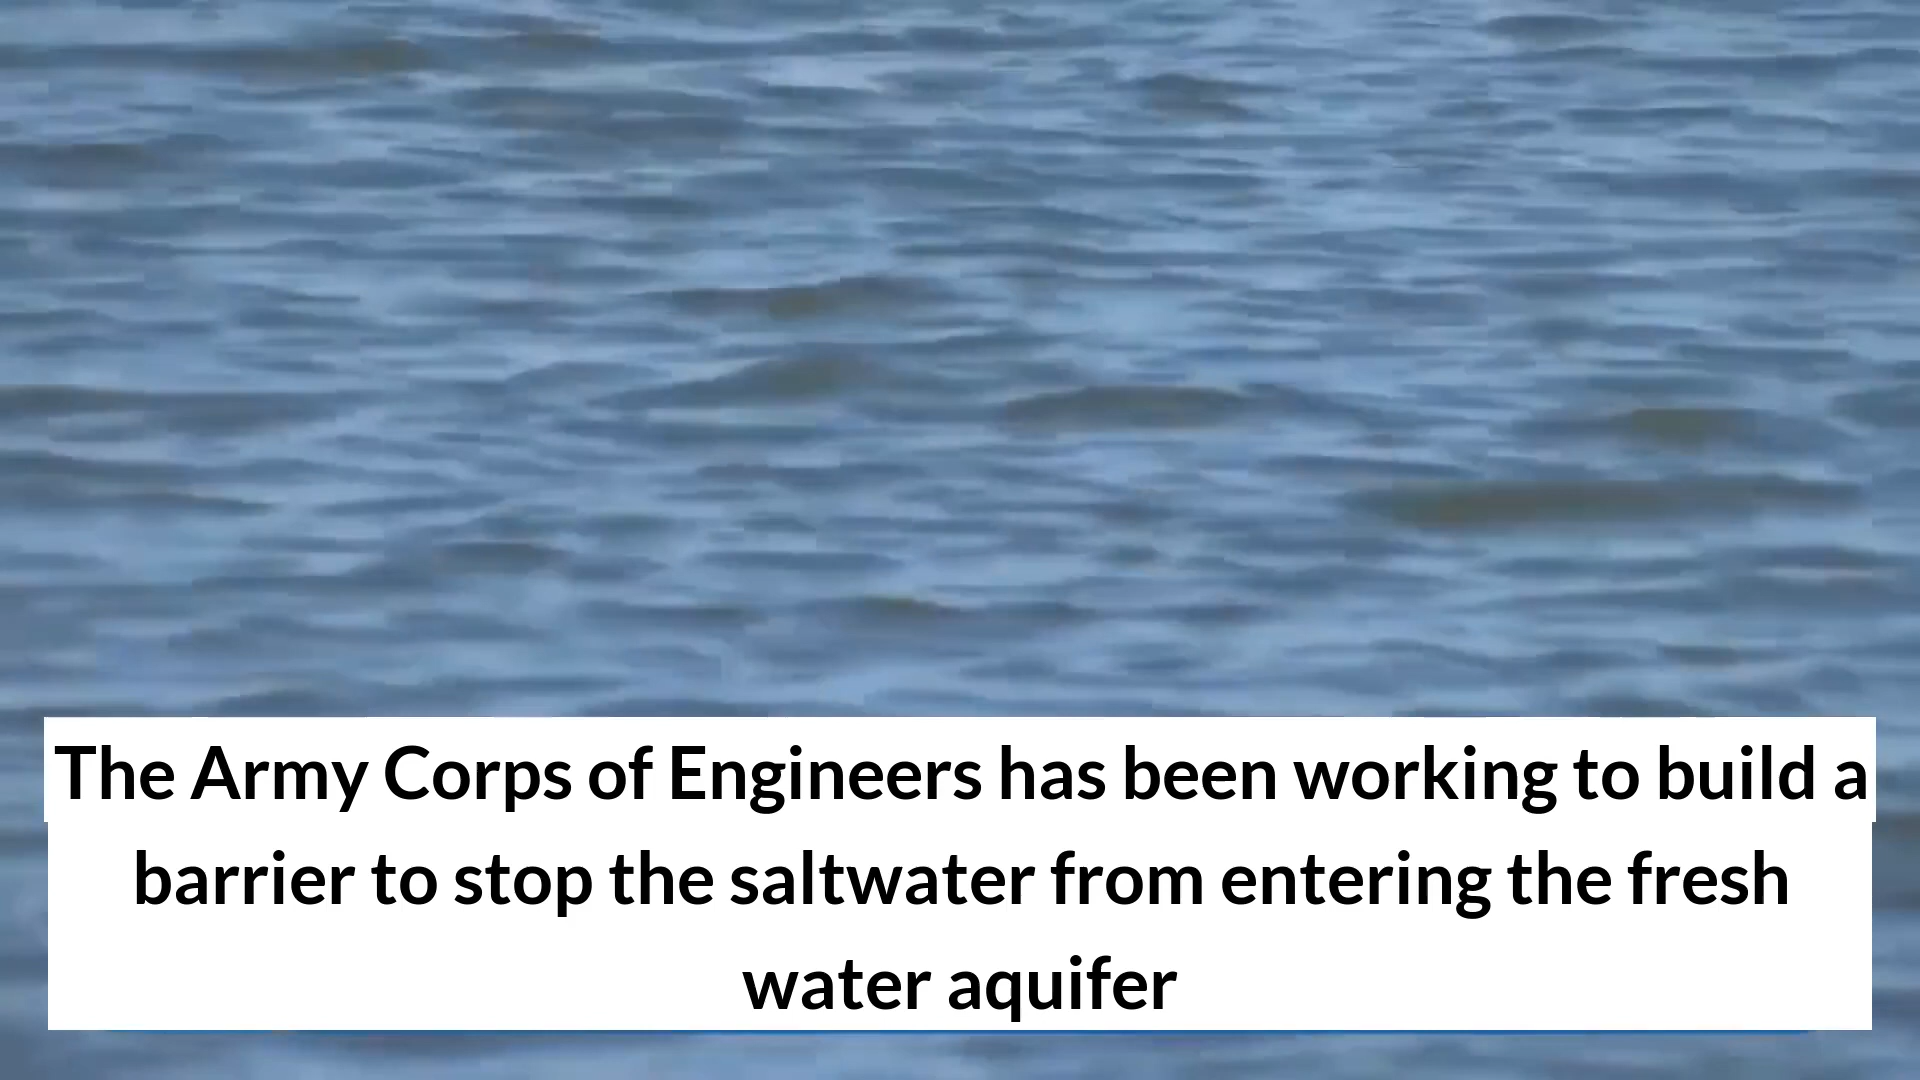 The Army Corps of Engineers has been working to build a
barrier to stop the saltwater from entering the fresh
water aquifer